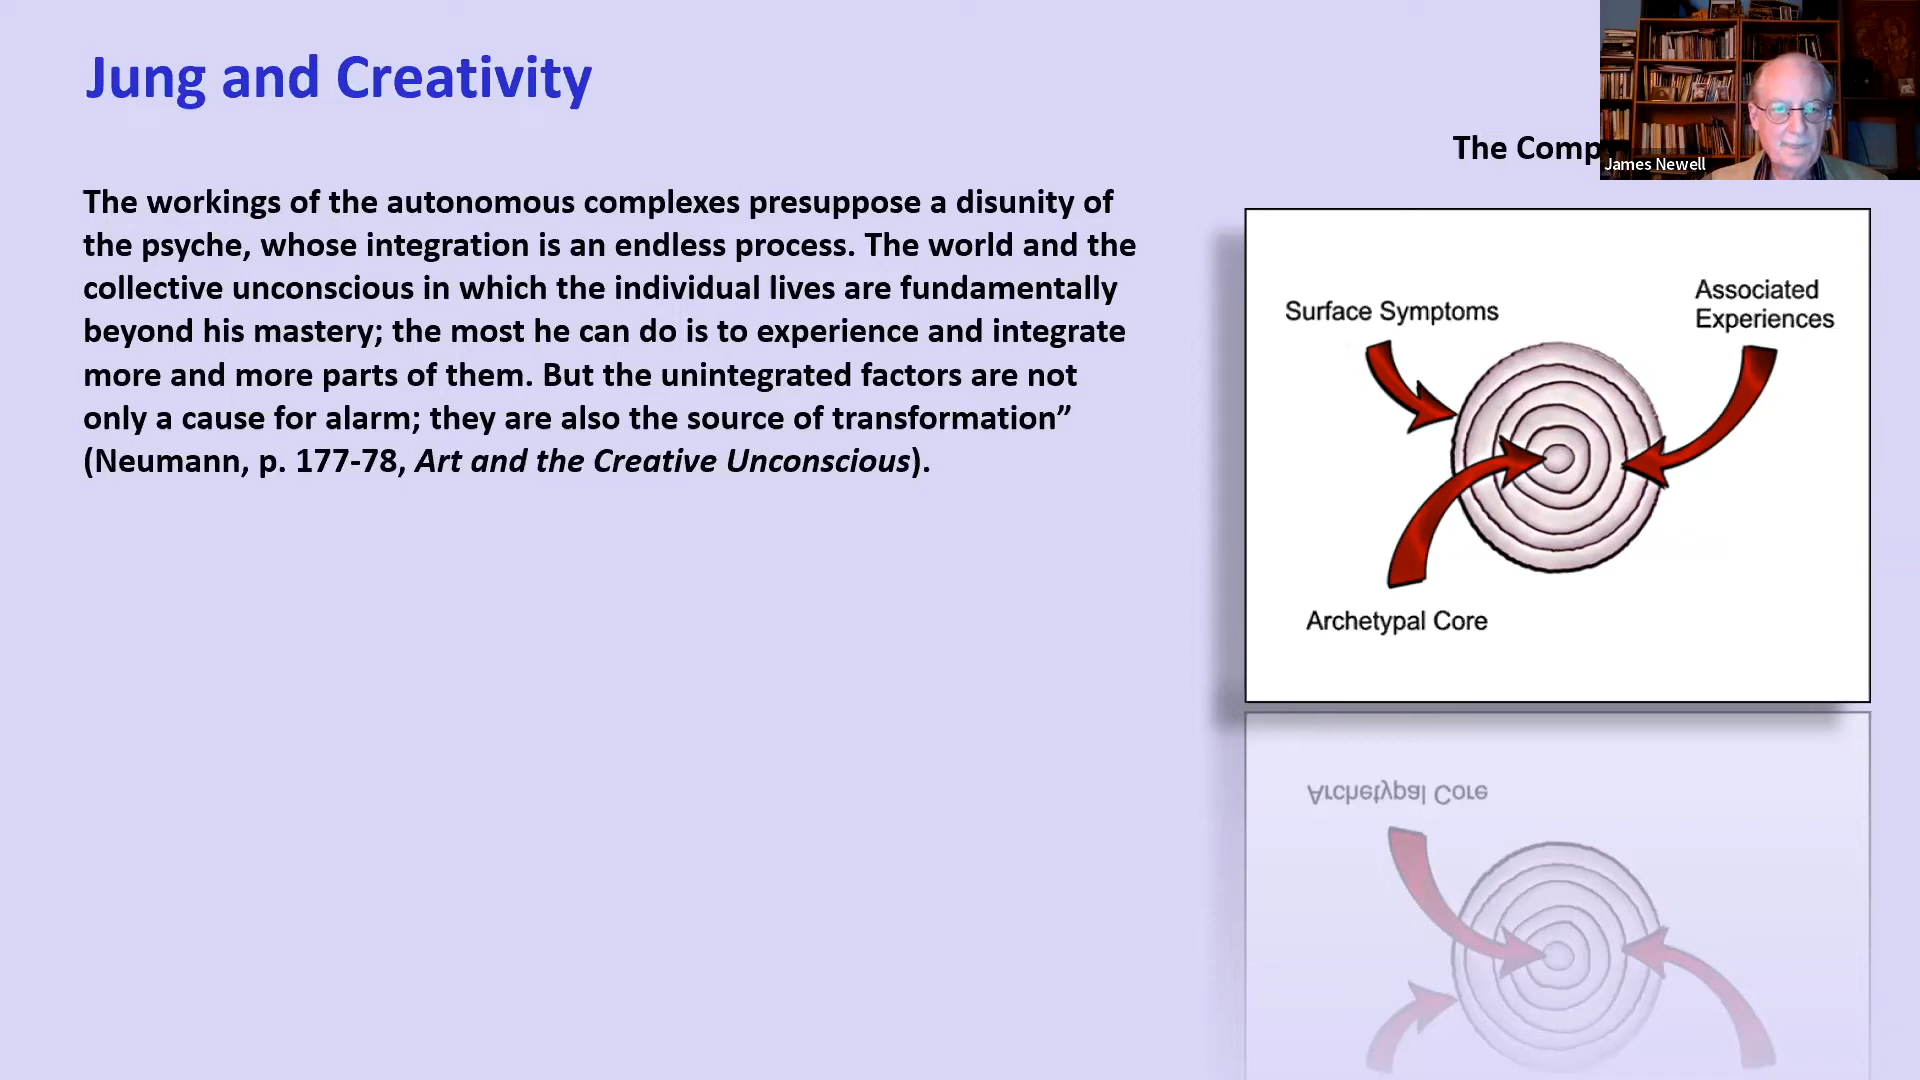 Jung and Creativity
The Comp
James Newell
The workings of the autonomous complexes presuppose a disunity of
the psyche, whose integration is an endless process. The world and the
collective unconscious in which the individual lives are fundamentally
beyond his mastery; the most he can do is to experience and integrate
more and more parts of them. But the unintegrated factors are not
only a cause for alarm; they are also the source of transformation”
(Neumann, p. 177-78, Art and the Creative Unconscious).
Surface Symptoms
Associated
Experiences
Archetypal Core
Archetypal Core